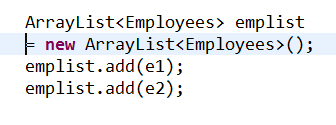 ArrayList<Employees> emplist
= new ArrayList<Employees>();
emplist.add(e1);
emplist.add(e2);